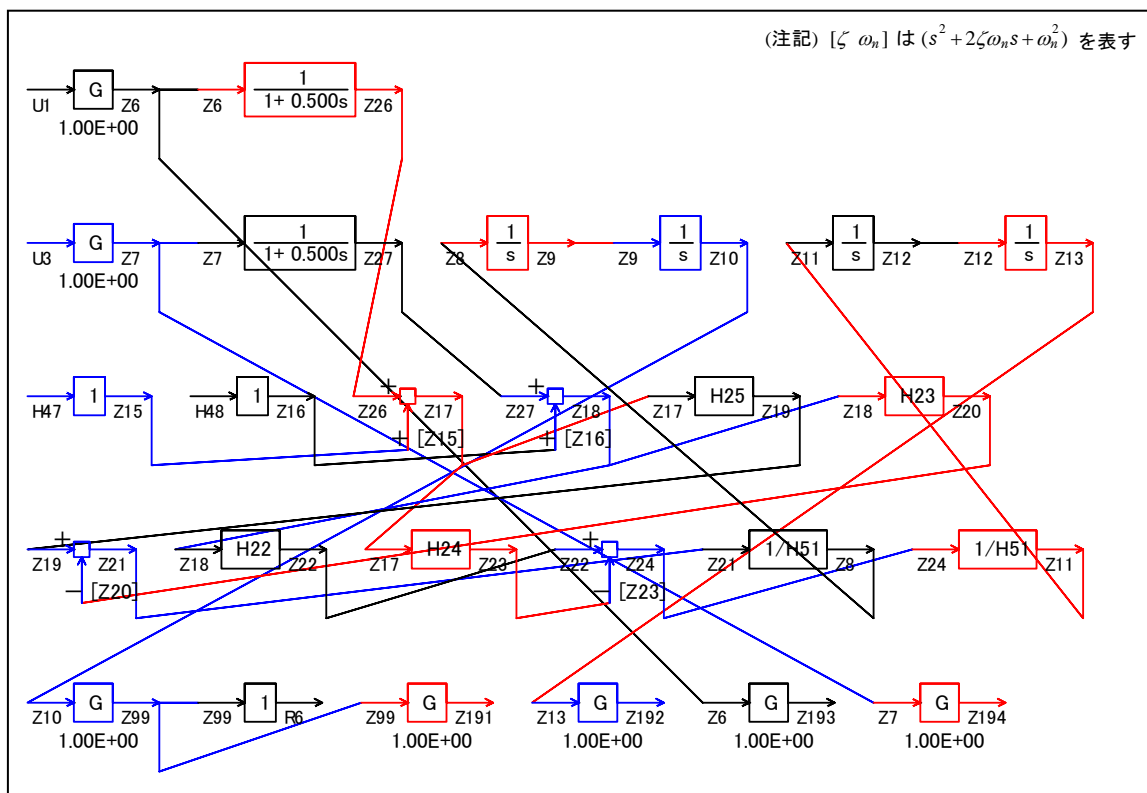 (注記) [ζ ωn] は (s² + 2ζωns + ωn²) を表す
U1 G Z6 Z6 1 / 1+ 0.500s Z26
1.00E+00
U3 G Z7 Z7 1 / 1+ 0.500s Z27 Z8 1 / s Z9 Z9 1 / s Z10 Z11 1 / s Z12 Z12 1 / s Z13
1.00E+00
H47 1 Z15 H48 1 Z16 Z26 + Z17 Z27 + Z18 Z17 H25 Z19 Z18 H23 Z20
+ [Z15] + [Z16]
Z19 + Z21 Z18 H22 Z22 Z17 H24 Z23 Z22 + Z24 Z21 1/H51 Z8 Z24 1/H51 Z11
− [Z20] − [Z23]
Z10 G Z99 Z99 1 R6 Z99 G Z191 Z13 G Z192 Z6 G Z193 Z7 G Z194
1.00E+00 1.00E+00 1.00E+00 1.00E+00 1.00E+00